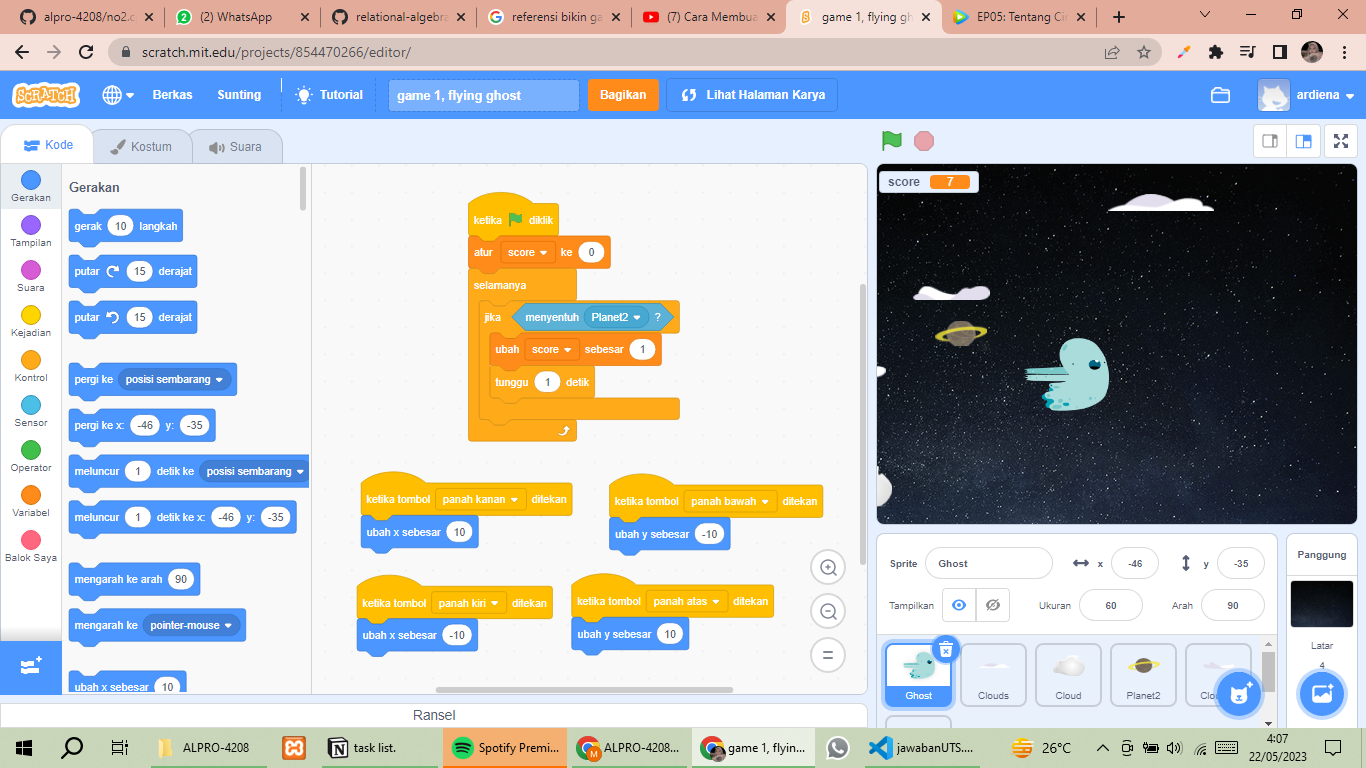 alpro-4208/no2.c
(2) WhatsApp
relational-algebra
referensi bikin ga
(7) Cara Membua
game 1, flying gh
EP05: Tentang Cin
scratch.mit.edu/projects/854470266/editor/
SCRATCH
Berkas
Sunting
Tutorial
game 1, flying ghost
Bagikan
Lihat Halaman Karya
ardiena
Kode
Kostum
Suara
Gerakan
Tampilan
Suara
Kejadian
Kontrol
Sensor
Operator
Variabel
Balok Saya
Gerakan
gerak 10 langkah
putar 15 derajat
putar 15 derajat
pergi ke posisi sembarang
pergi ke x: -46 y: -35
meluncur 1 detik ke posisi sembarang
meluncur 1 detik ke x: -46 y: -35
mengarah ke arah 90
mengarah ke pointer-mouse
ubah x sebesar 10
ketika diklik
atur score ke 0
selamanya
jika menyentuh Planet2 ?
ubah score sebesar 1
tunggu 1 detik
ketika tombol panah kanan ditekan
ubah x sebesar 10
ketika tombol panah bawah ditekan
ubah y sebesar -10
ketika tombol panah kiri ditekan
ubah x sebesar -10
ketika tombol panah atas ditekan
ubah y sebesar 10
Ransel
score 7
Sprite Ghost x -46 y -35
Tampilkan Ukuran 60 Arah 90
Ghost
Clouds
Cloud
Planet2
Clo
Panggung
Latar
4
ALPRO-4208
task list.
Spotify Premi...
ALPRO-4208...
game 1, flyin...
jawabanUTS....
26°C
4:07
22/05/2023